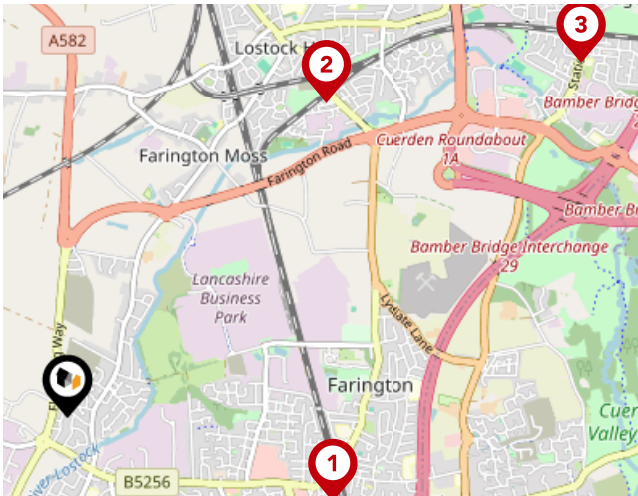 3
A582
Lostock H
2
Stan
Bamber Bridg
Cuerden Roundabout
1A
Farington Moss
Farington Road
Bamber Br
Bamber Bridge Interchange
29
Lancashire
Business
Park
Lydiate Lane
Way
Farington
Cuer
Valley
1
River Lostock
B5256